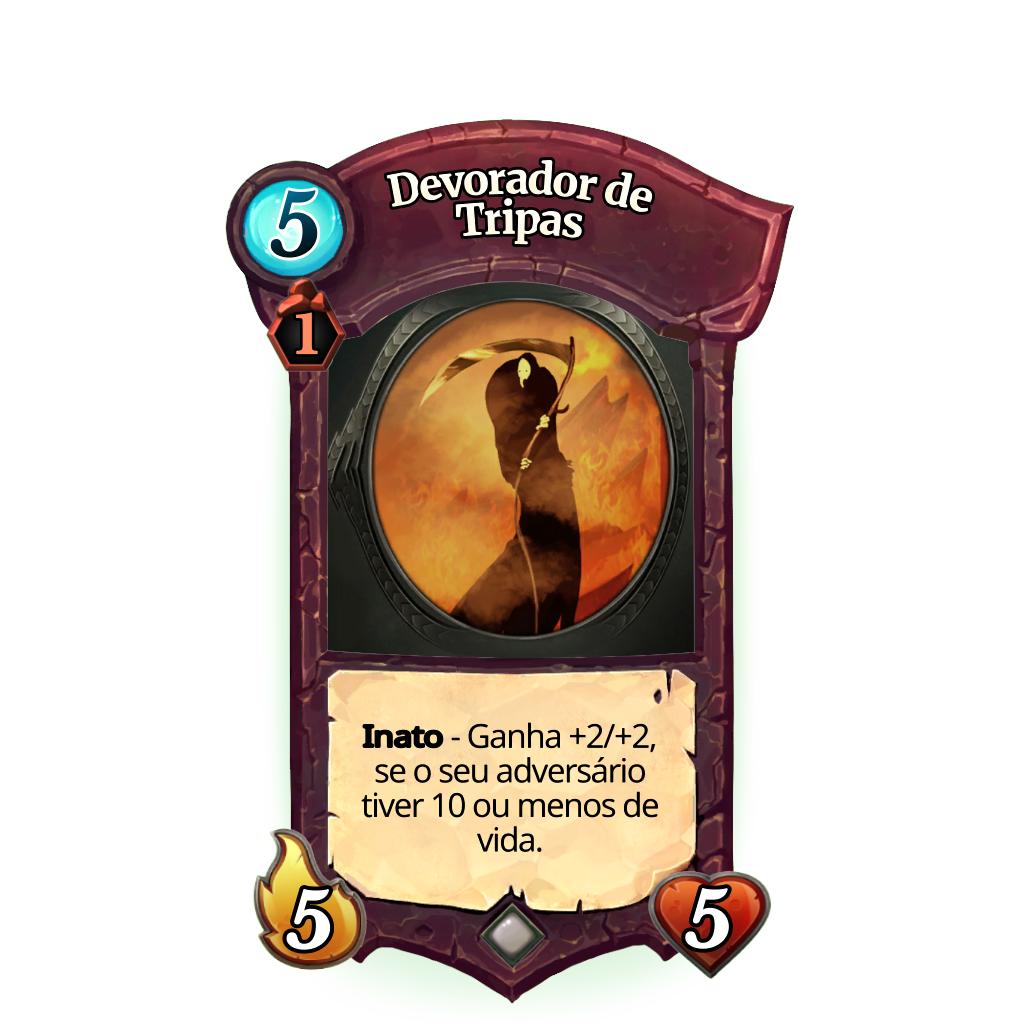 5
Devorador de
Tripas
1
Inato - Ganha +2/+2,
se o seu adversário
tiver 10 ou menos de
vida.
5
5